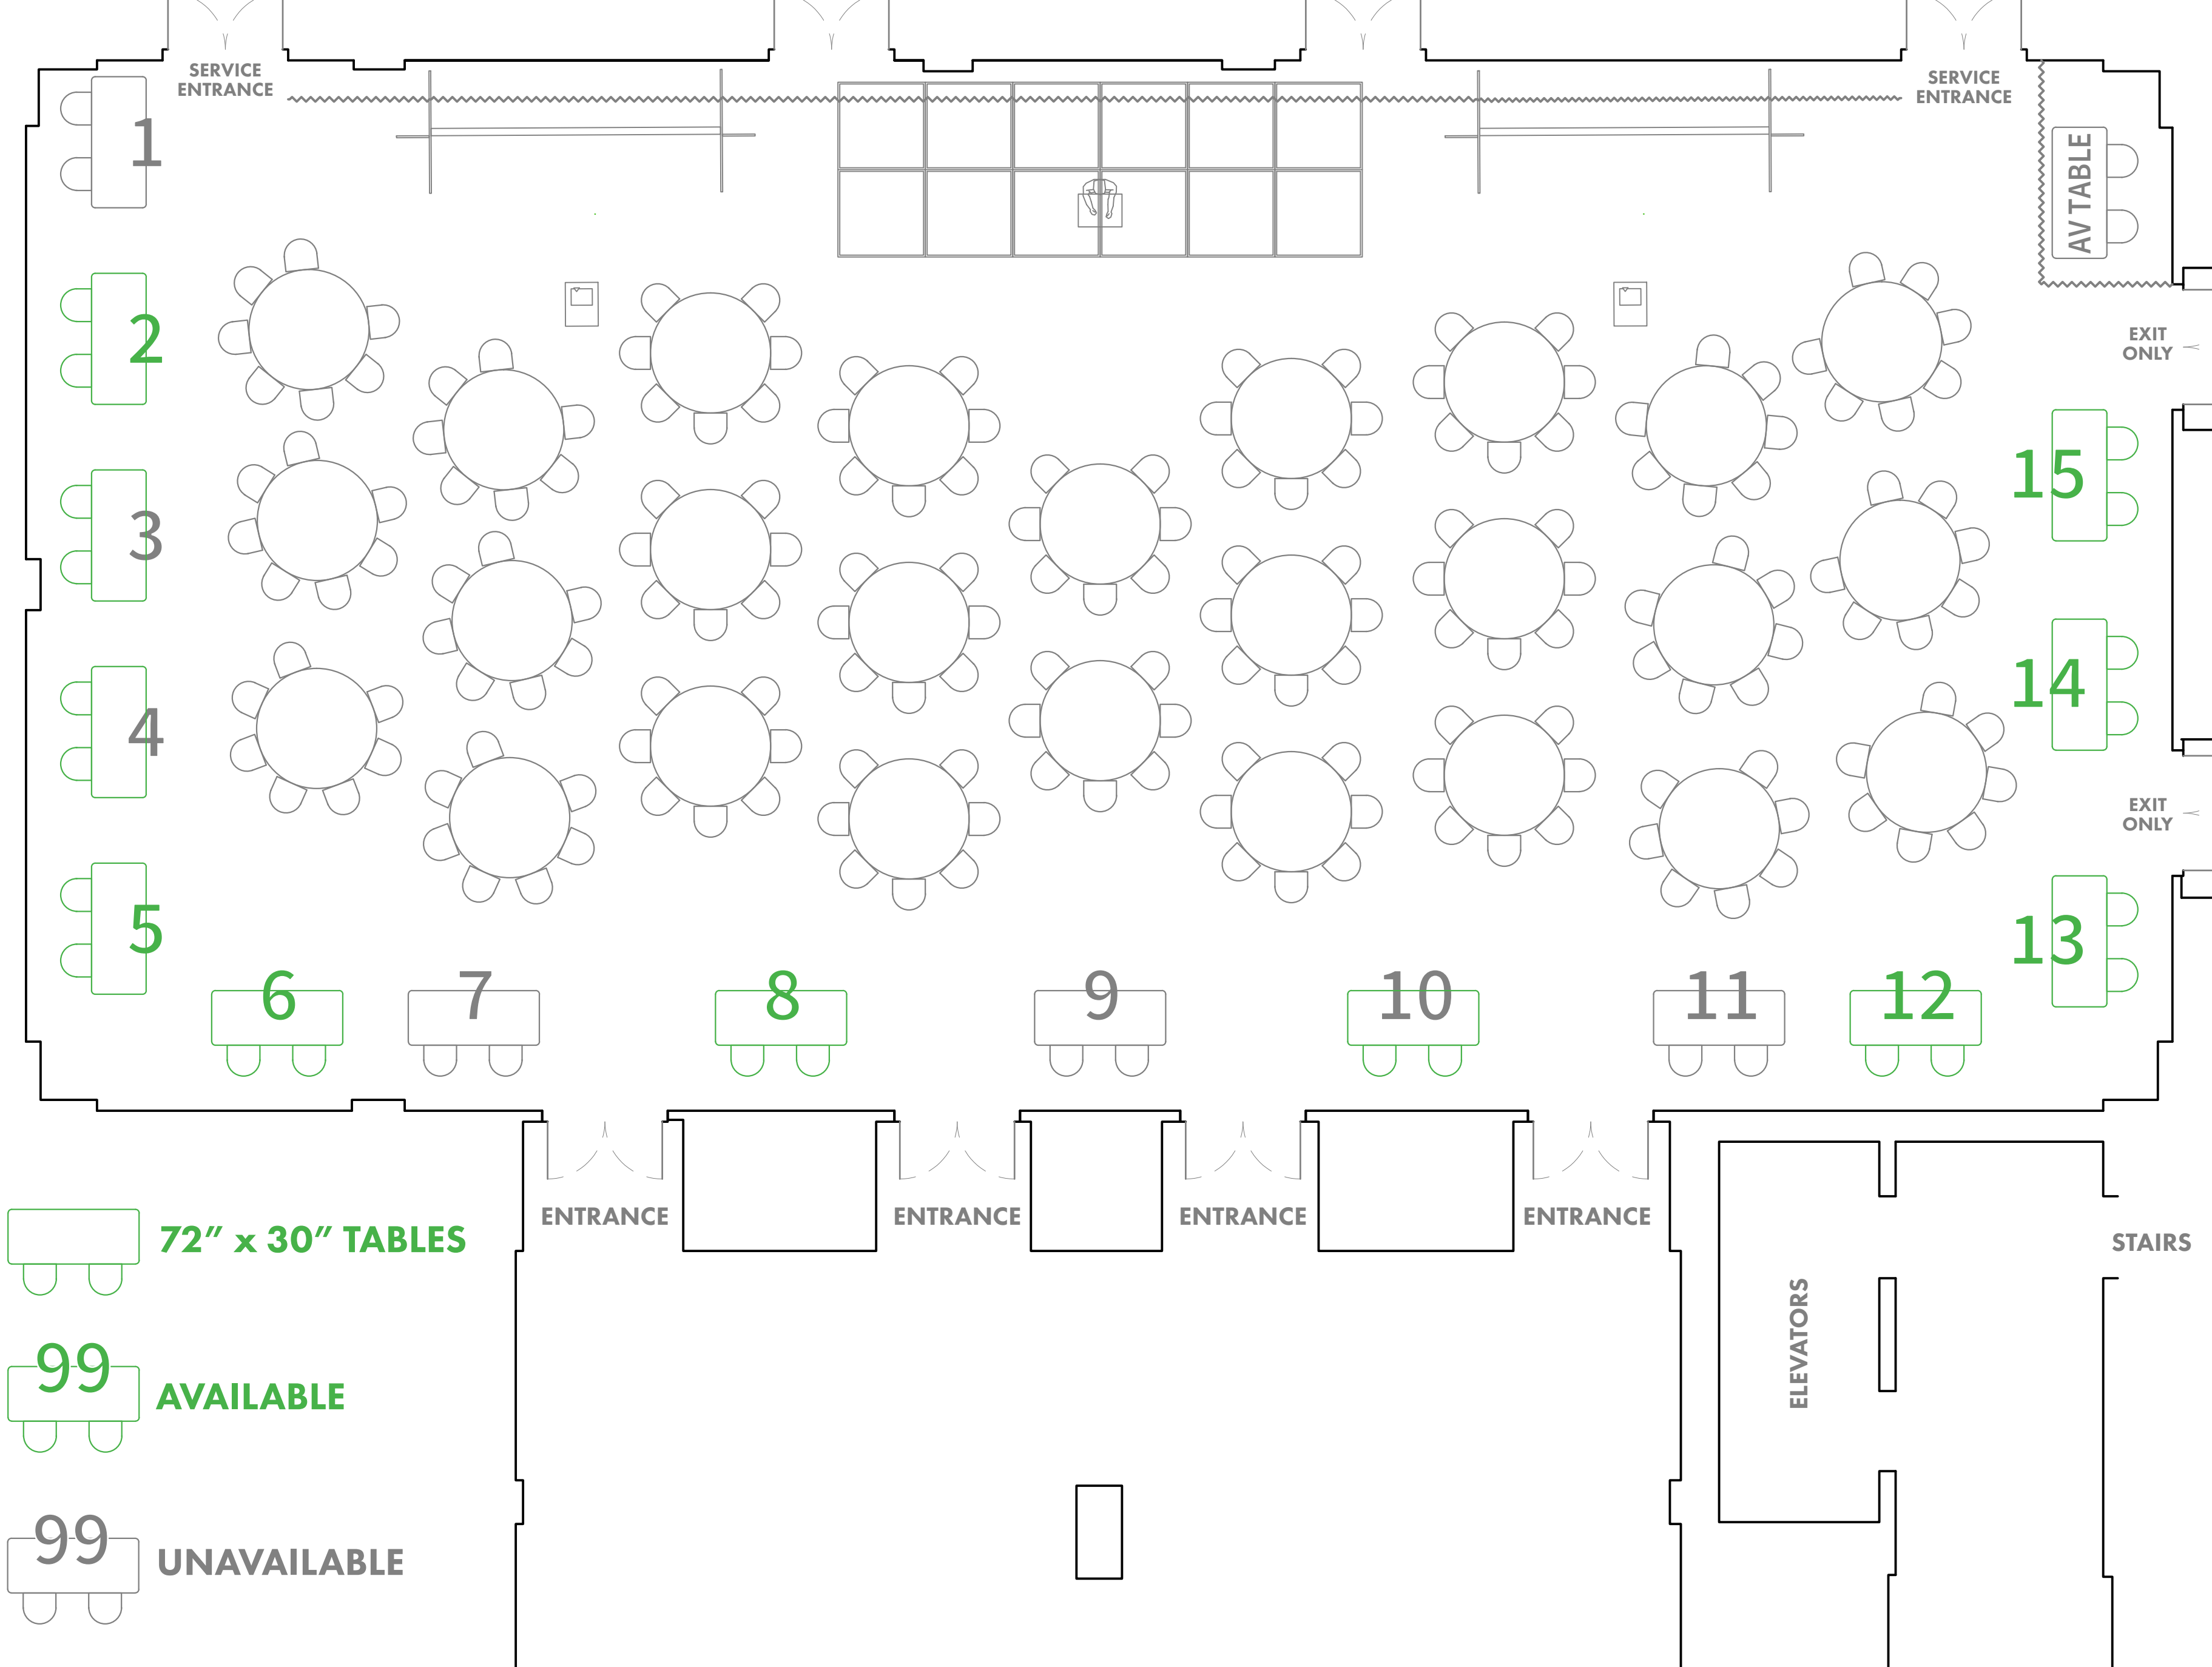 SERVICE
ENTRANCE
SERVICE
ENTRANCE
1
AV TABLE
2
EXIT
ONLY
3
15
4
14
EXIT
ONLY
5
13
6
7
8
9
10
11
12
ENTRANCE
ENTRANCE
ENTRANCE
ENTRANCE
72” x 30” TABLES
STAIRS
ELEVATORS
99
AVAILABLE
99
UNAVAILABLE